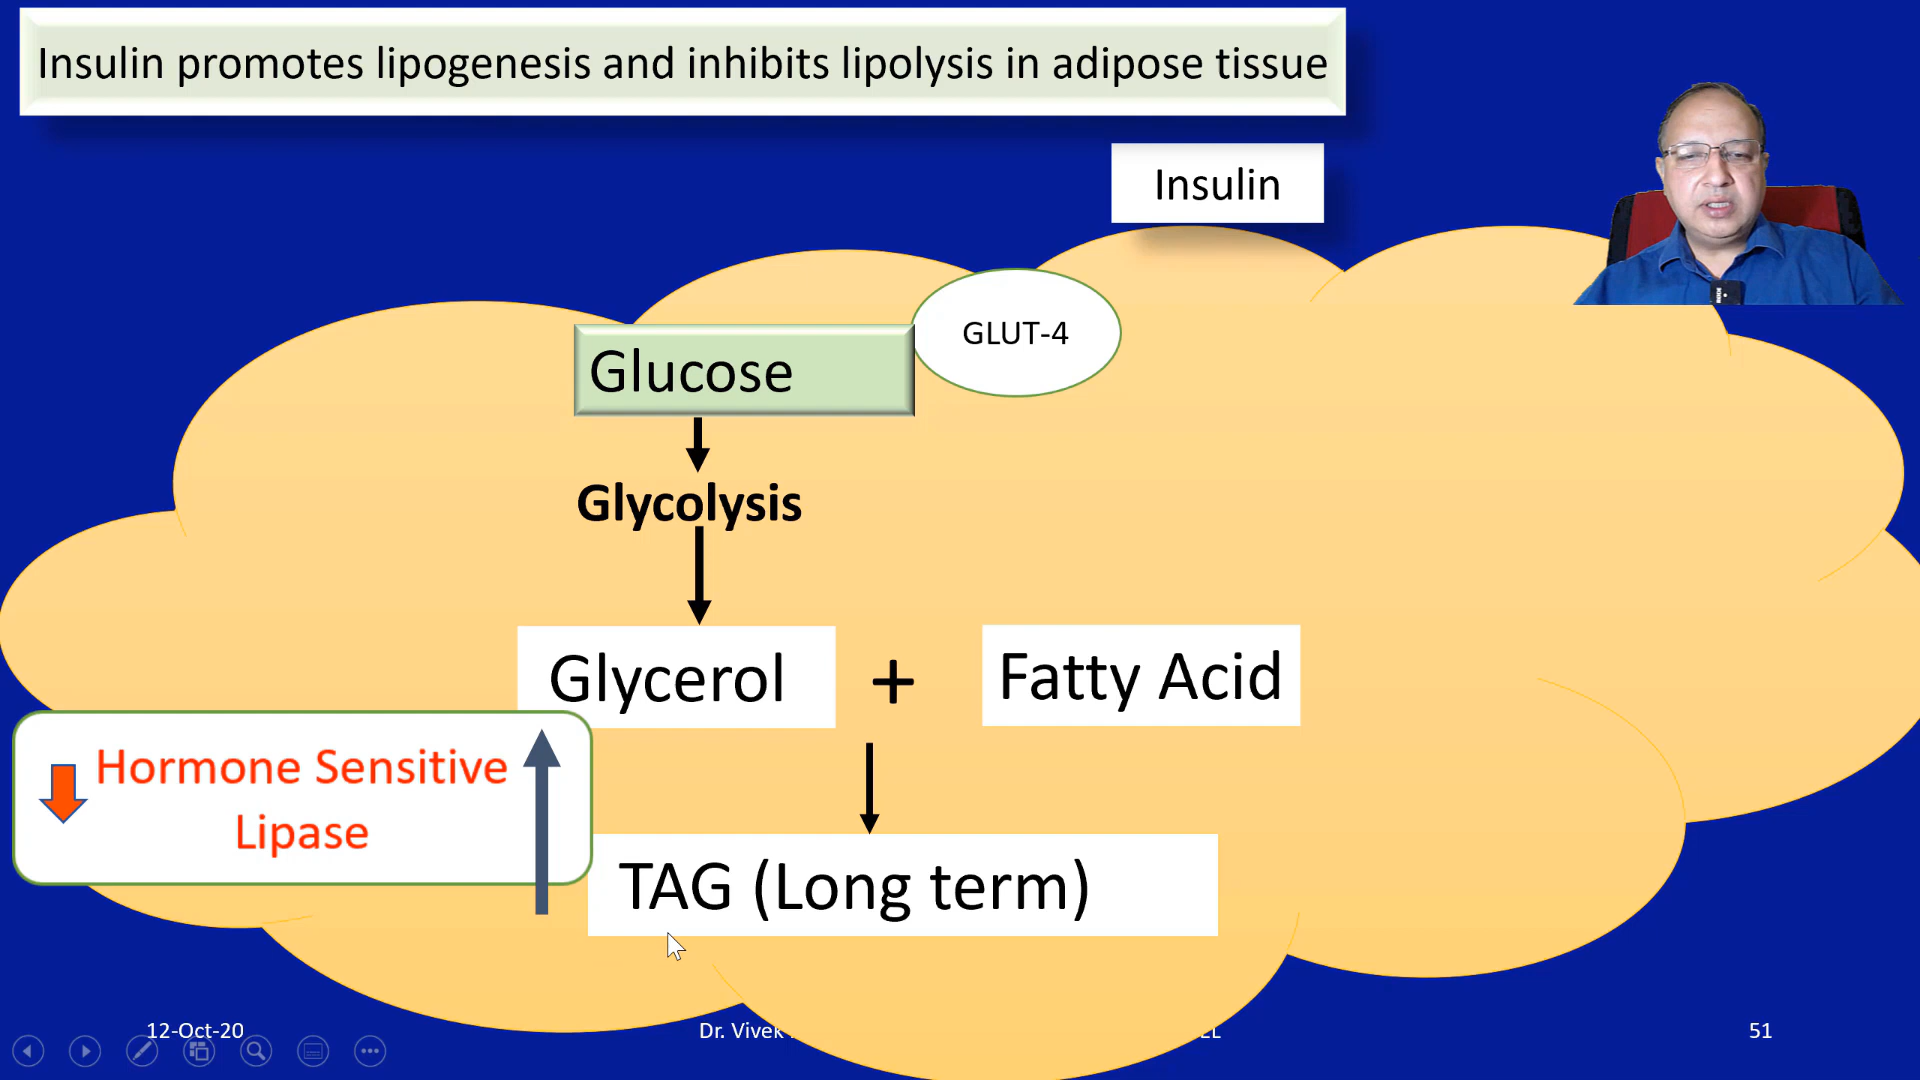 Insulin promotes lipogenesis and inhibits lipolysis in adipose tissue
Insulin
GLUT-4
Glucose
Glycolysis
Glycerol + Fatty Acid
Hormone Sensitive
Lipase
TAG (Long term)
12-Oct-20
Dr. Vivek
51